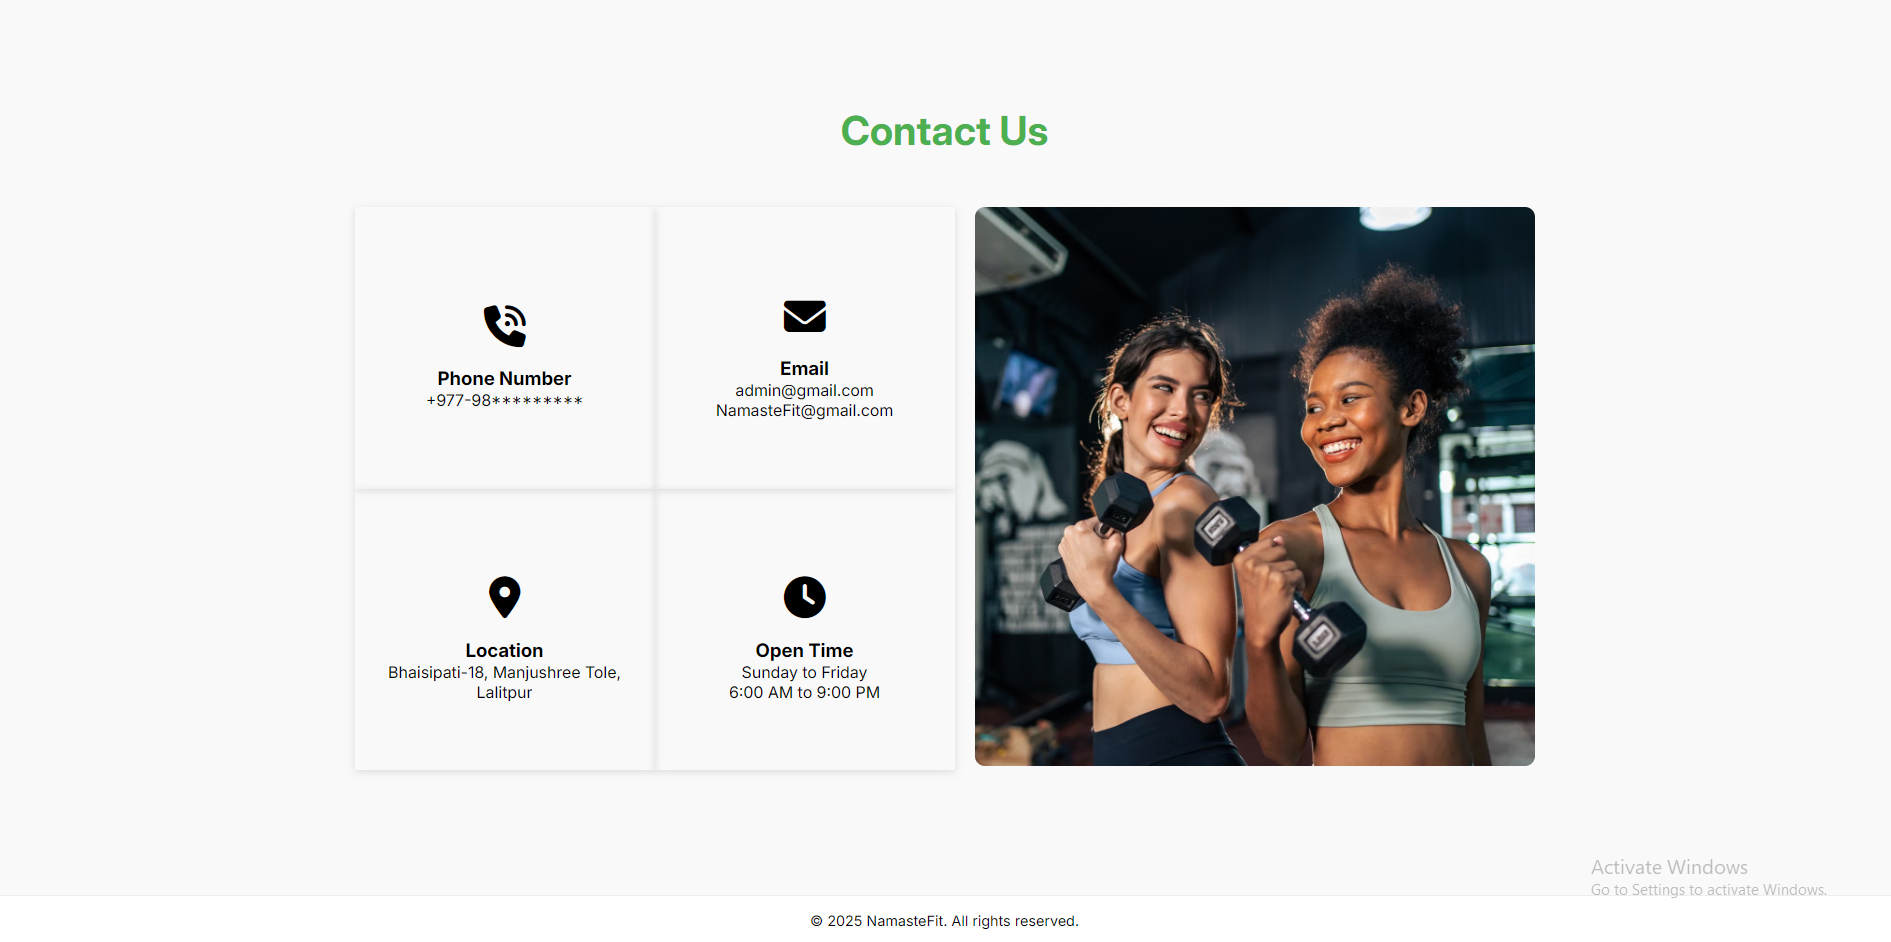 Contact Us
Phone Number
+977-98*********
Email
admin@gmail.com
NamasteFit@gmail.com
Location
Bhaisipati-18, Manjushree Tole,
Lalitpur
Open Time
Sunday to Friday
6:00 AM to 9:00 PM
Activate Windows
Go to Settings to activate Windows.
© 2025 NamasteFit. All rights reserved.